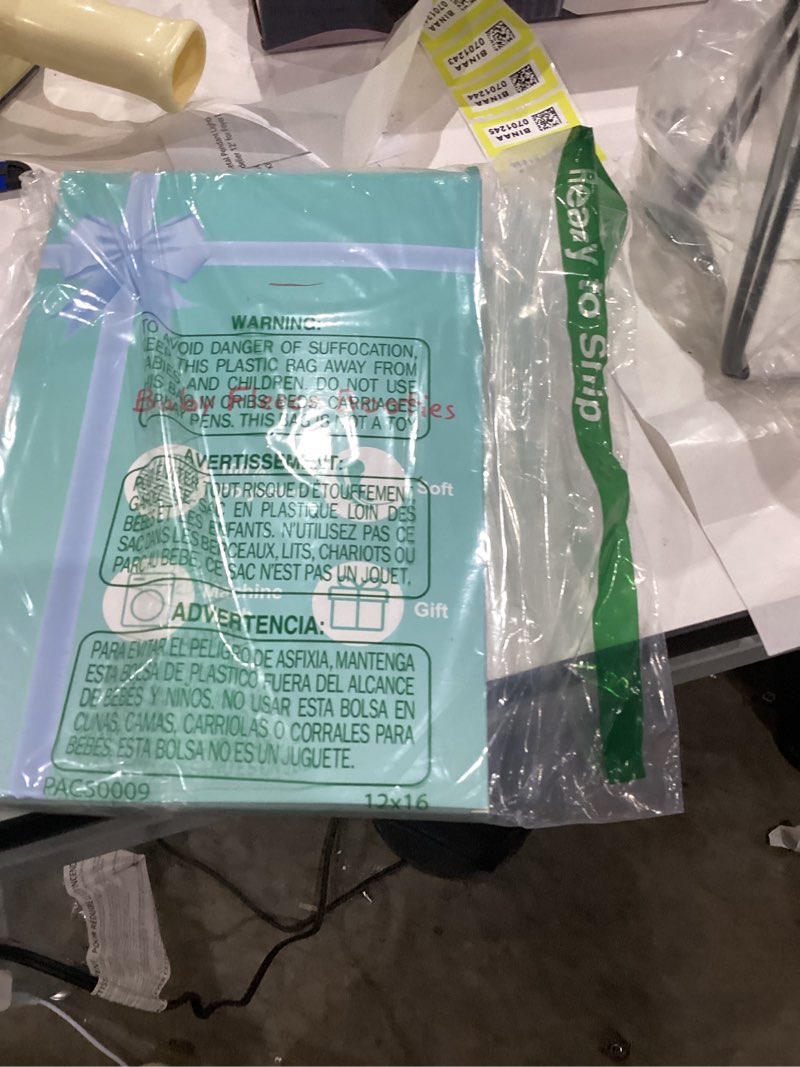 0701243
BINAA
0701244
BINAA
0701245
BINAA
Ready to Ship
WARNING:
TO AVOID DANGER OF SUFFOCATION,
THIS PLASTIC BAG AWAY FROM
AND CHILDREN. DO NOT USE
IN CRIBS, BEDS, CARRIAGES
PENS. THIS BAG IS NOT A TOY
Baby
AVERTISSEMENT:
TOUT RISQUE D'ÉTOUFFEMENT
SAC EN PLASTIQUE LOIN DES
BÉBÉS ET LES ENFANTS. N'UTILISEZ PAS CE
SAC DANS LES BERCEAUX, LITS, CHARIOTS OU
PARC AU BÉBÉ. CE SAC N'EST PAS UN JOUET.
Soft
Machine
Gift
ADVERTENCIA:
PARA EVITAR EL PELIGRO DE ASFIXIA, MANTENGA
ESTA BOLSA DE PLASTICO FUERA DEL ALCANCE
DE BEBES Y NIÑOS. NO USAR ESTA BOLSA EN
CUNAS, CAMAS, CARRIOLAS O CORRALES PARA
BEBES. ESTA BOLSA NO ES UN JUGUETE.
PACS0009
12x16